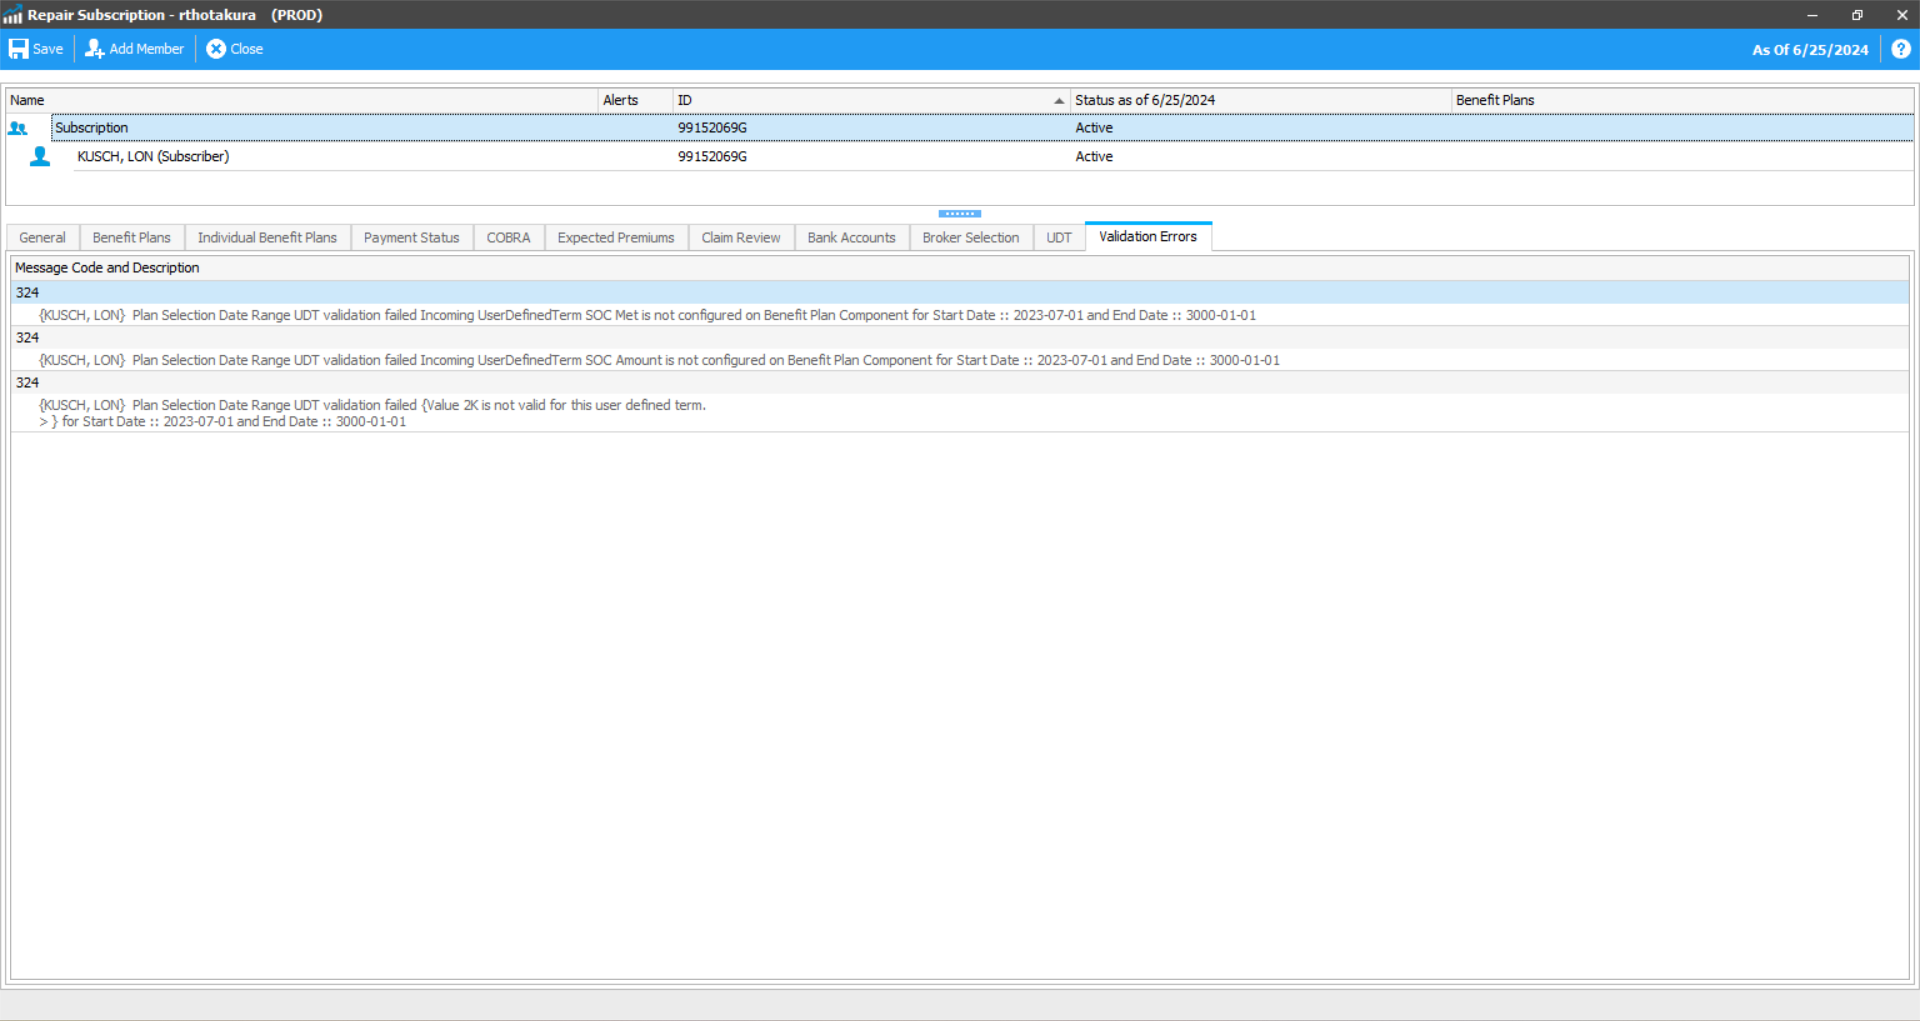 Repair Subscription - rthotakura (PROD)
Save Add Member Close As Of 6/25/2024 ?
Name Alerts ID Status as of 6/25/2024 Benefit Plans
Subscription 99152069G Active
KUSCH, LON (Subscriber) 99152069G Active
General Benefit Plans Individual Benefit Plans Payment Status COBRA Expected Premiums Claim Review Bank Accounts Broker Selection UDT Validation Errors
Message Code and Description
324
{KUSCH, LON} Plan Selection Date Range UDT validation failed Incoming UserDefinedTerm SOC Met is not configured on Benefit Plan Component for Start Date :: 2023-07-01 and End Date :: 3000-01-01
324
{KUSCH, LON} Plan Selection Date Range UDT validation failed Incoming UserDefinedTerm SOC Amount is not configured on Benefit Plan Component for Start Date :: 2023-07-01 and End Date :: 3000-01-01
324
{KUSCH, LON} Plan Selection Date Range UDT validation failed {Value 2K is not valid for this user defined term.
> } for Start Date :: 2023-07-01 and End Date :: 3000-01-01